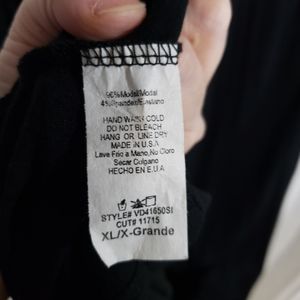 96%Modal/Modal
4%Spandex/Elastano
HAND WASH COLD
DO NOT BLEACH
HANG OR LINE DRY
MADE IN U.S.A
Lave Frio a Mano,No Cloro
Secar Colgano
HECHO EN E.U.A
STYLE# VD41650SI
CUT# 11715
XL/X-Grande